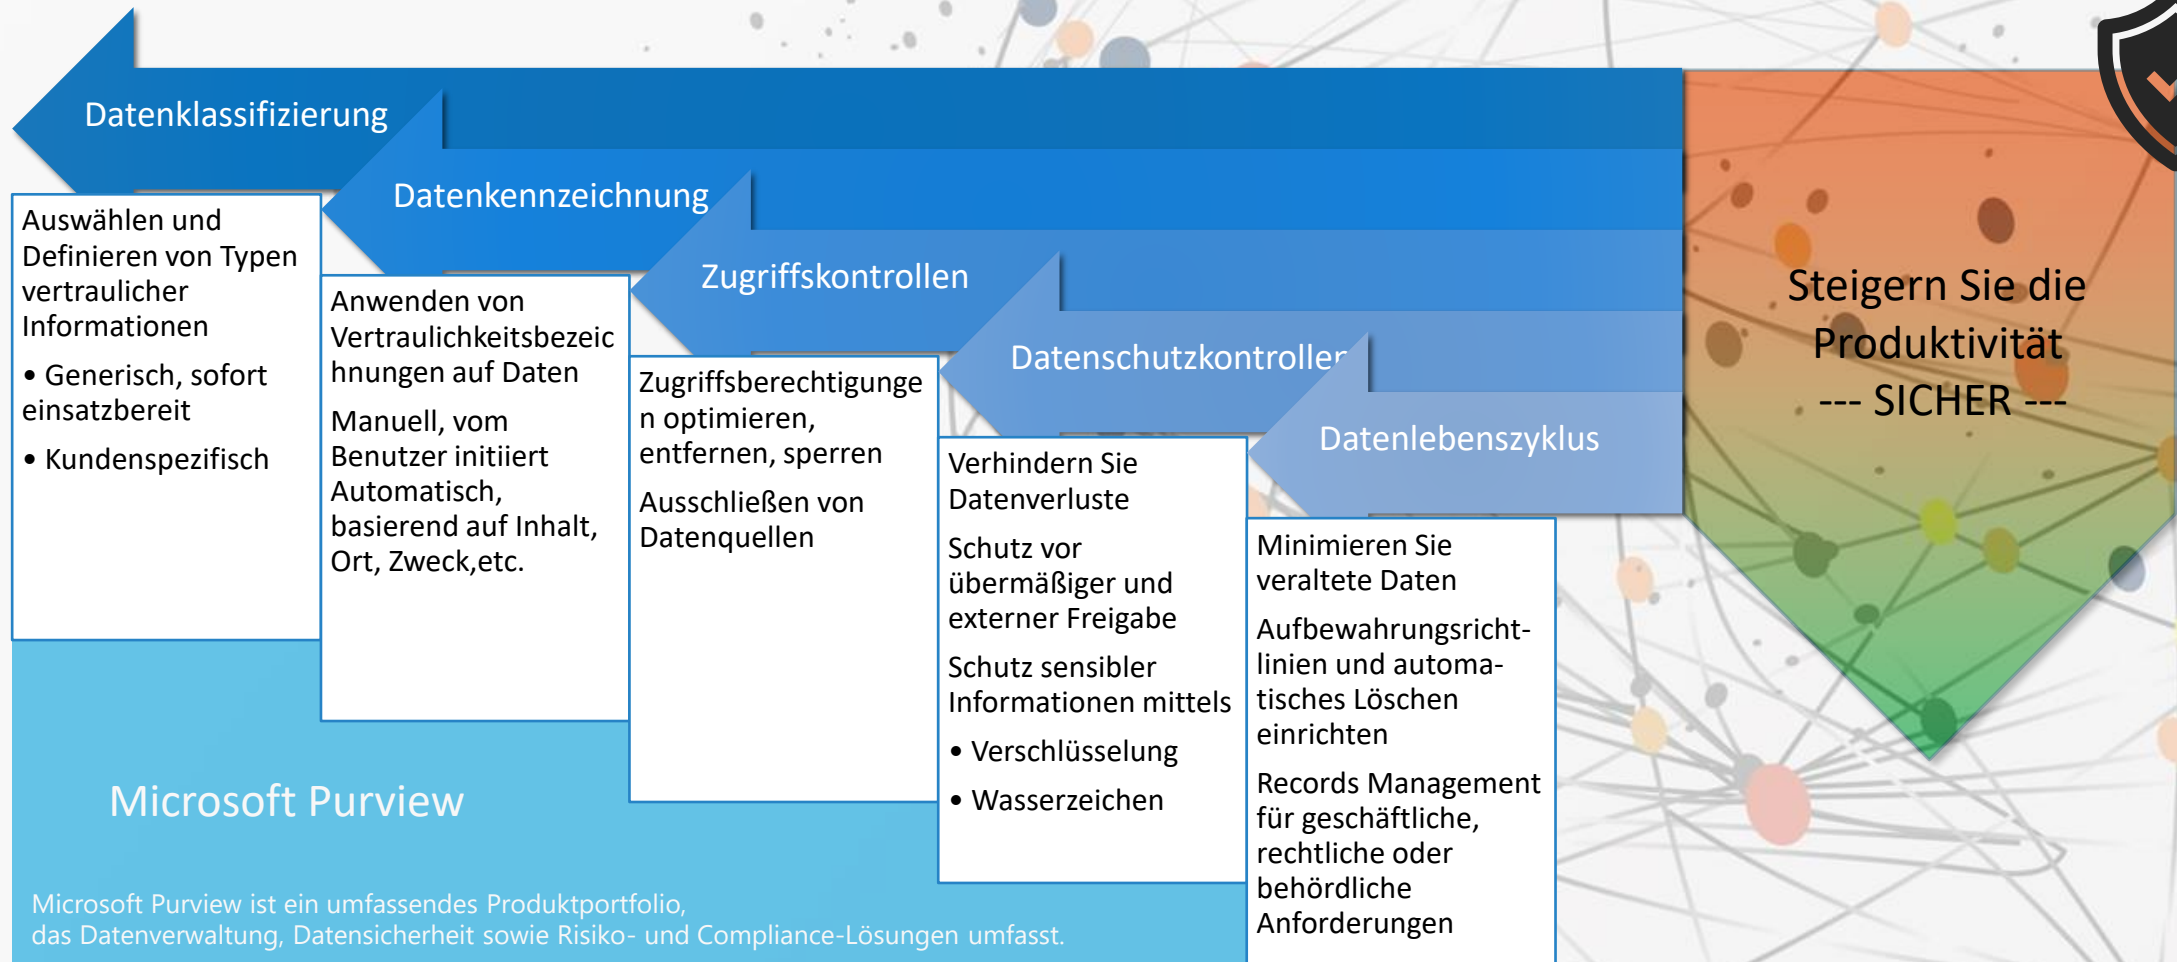 Datenklassifizierung
Auswählen und
Definieren von Typen
vertraulicher
Informationen
• Generisch, sofort
einsatzbereit
• Kundenspezifisch
Datenkennzeichnung
Anwenden von
Vertraulichkeitsbezeic
hnungen auf Daten
Manuell, vom
Benutzer initiiert
Automatisch,
basierend auf Inhalt,
Ort, Zweck,etc.
Zugriffskontrollen
Zugriffsberechtigunge
n optimieren,
entfernen, sperren
Ausschließen von
Datenquellen
Datenschutzkontrollen
Verhindern Sie
Datenverluste
Schutz vor
übermäßiger und
externer Freigabe
Schutz sensibler
Informationen mittels
• Verschlüsselung
• Wasserzeichen
Datenlebenszyklus
Minimieren Sie
veraltete Daten
Aufbewahrungsricht-
linien und automa-
tisches Löschen
einrichten
Records Management
für geschäftliche,
rechtliche oder
behördliche
Anforderungen
Steigern Sie die
Produktivität
--- SICHER ---
Microsoft Purview
Microsoft Purview ist ein umfassendes Produktportfolio,
das Datenverwaltung, Datensicherheit sowie Risiko- und Compliance-Lösungen umfasst.